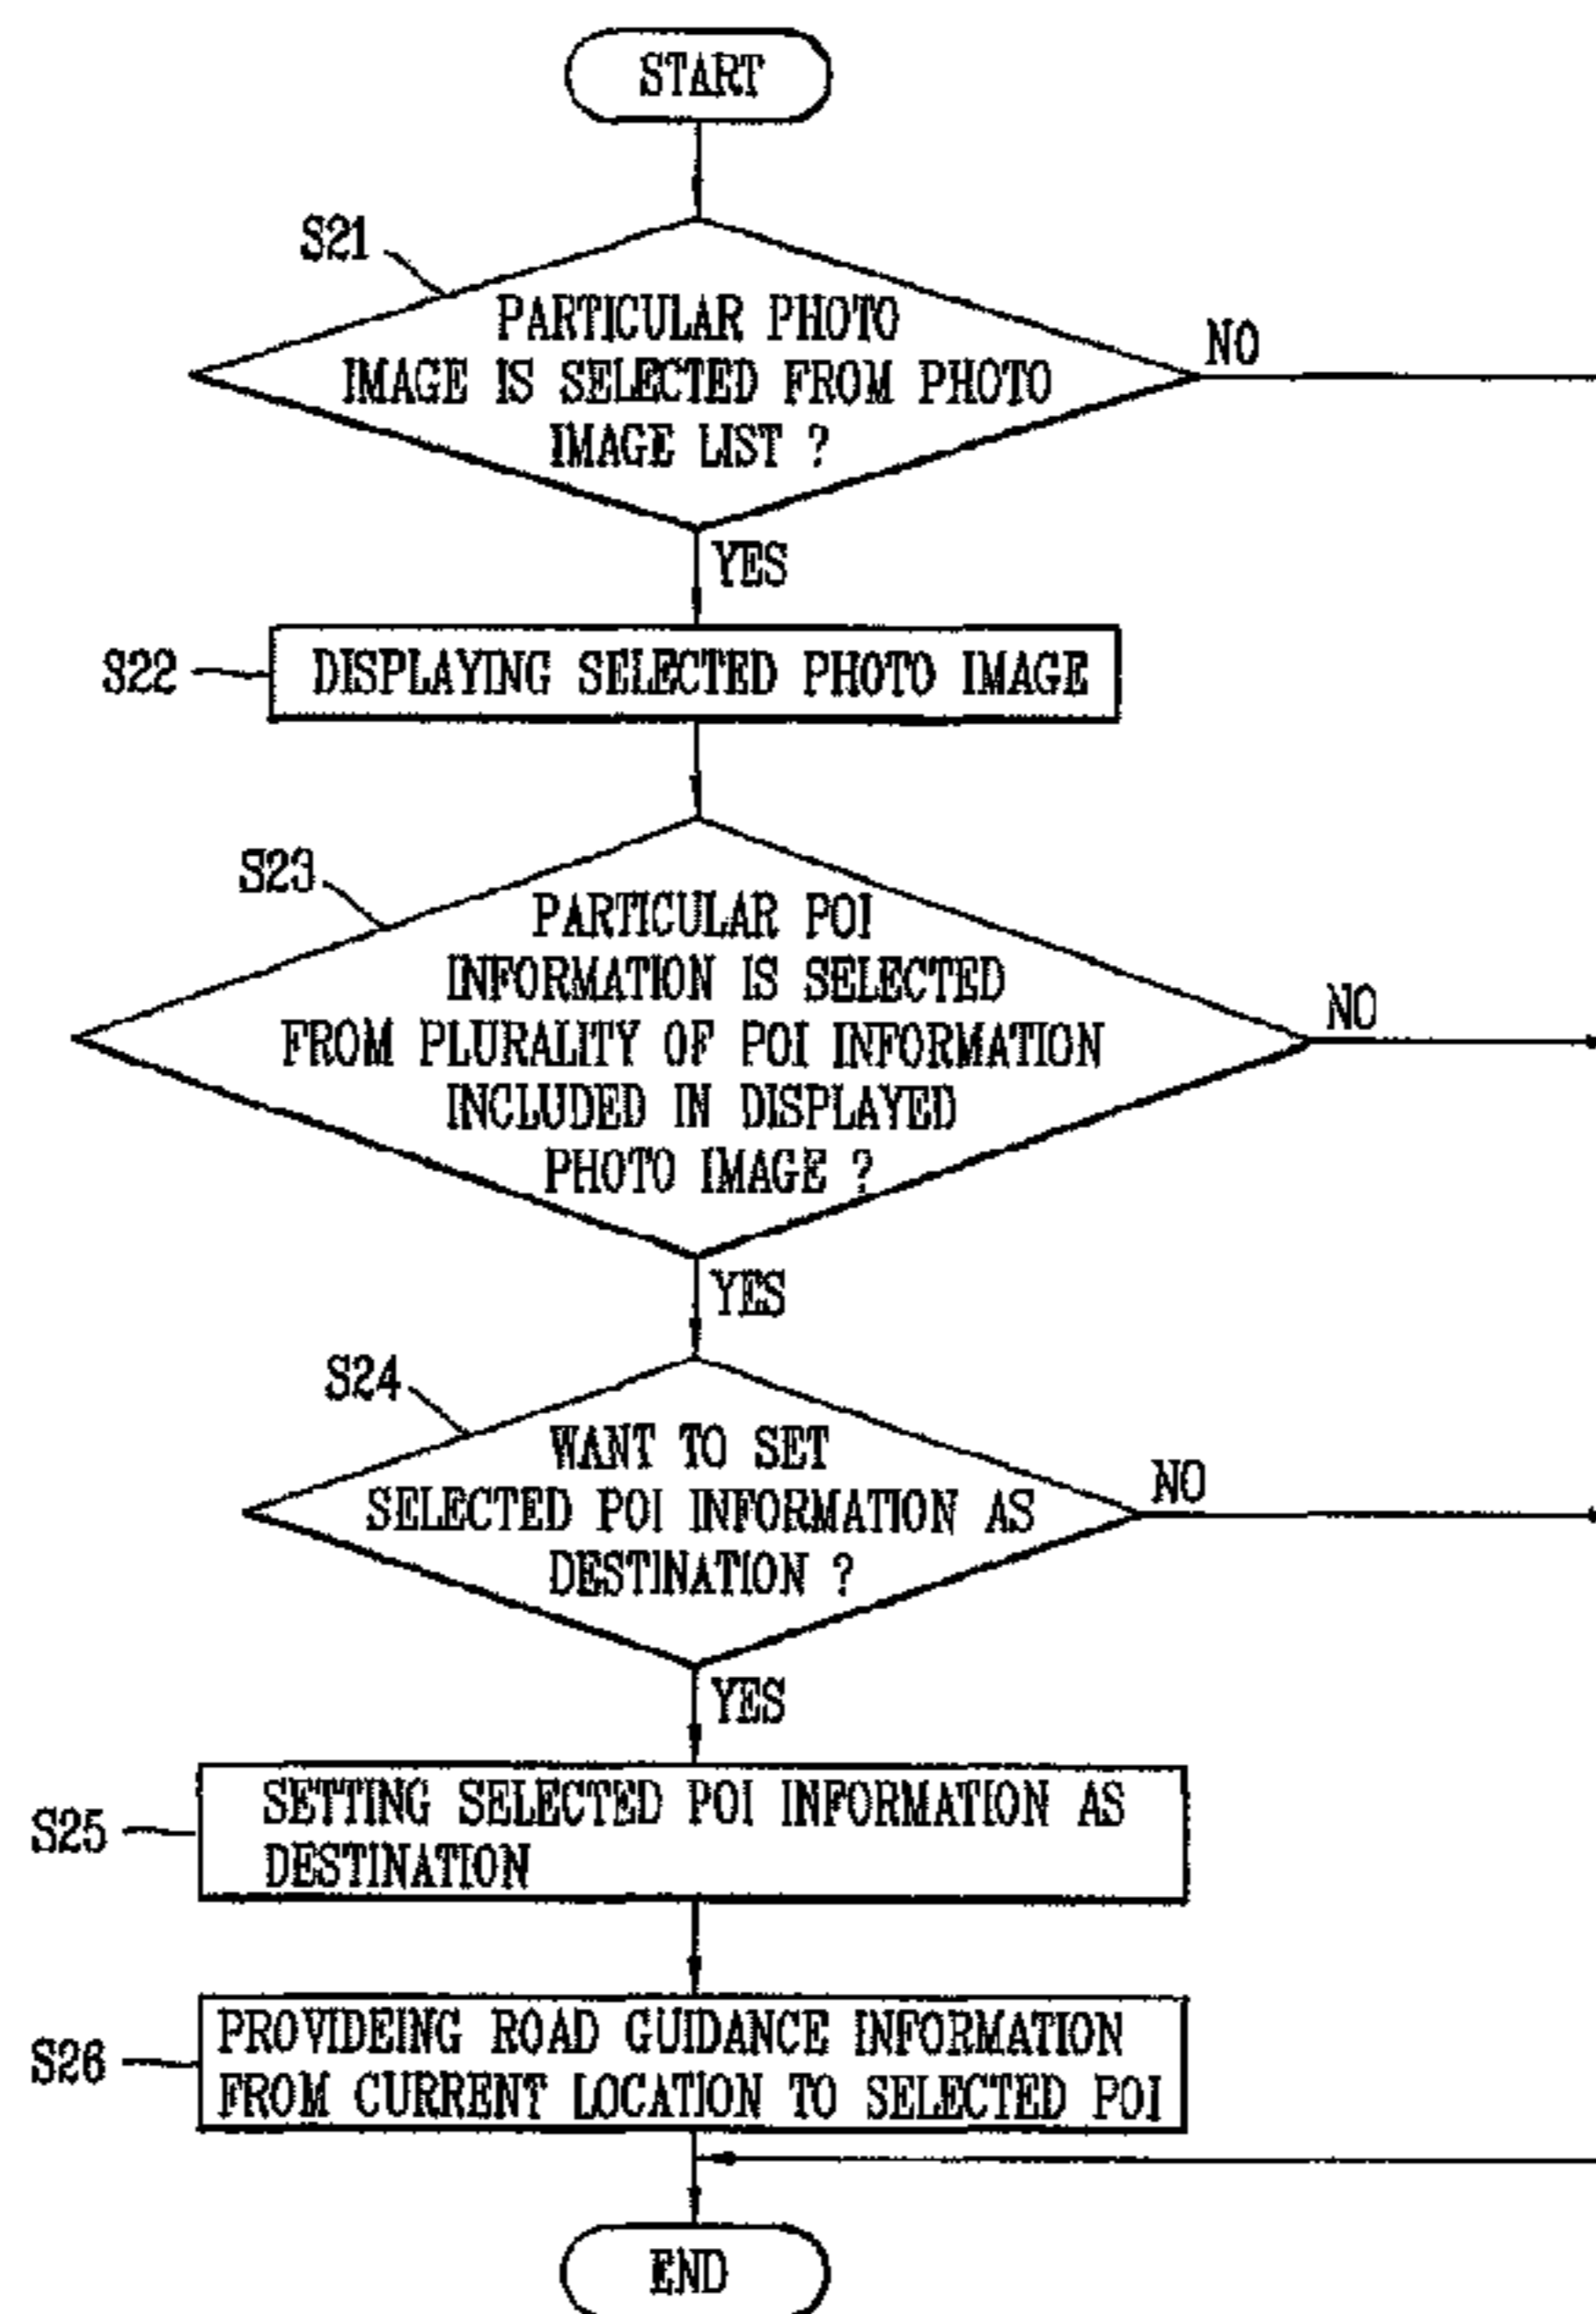 START
S21
PARTICULAR PHOTO
IMAGE IS SELECTED FROM PHOTO
IMAGE LIST ?
NO
YES
S22
DISPLAYING SELECTED PHOTO IMAGE
S23
PARTICULAR POI
INFORMATION IS SELECTED
FROM PLURALITY OF POI INFORMATION
INCLUDED IN DISPLAYED
PHOTO IMAGE ?
NO
YES
S24
WANT TO SET
SELECTED POI INFORMATION AS
DESTINATION ?
NO
YES
S25
SETTING SELECTED POI INFORMATION AS
DESTINATION
S26
PROVIDEING ROAD GUIDANCE INFORMATION
FROM CURRENT LOCATION TO SELECTED POI
END